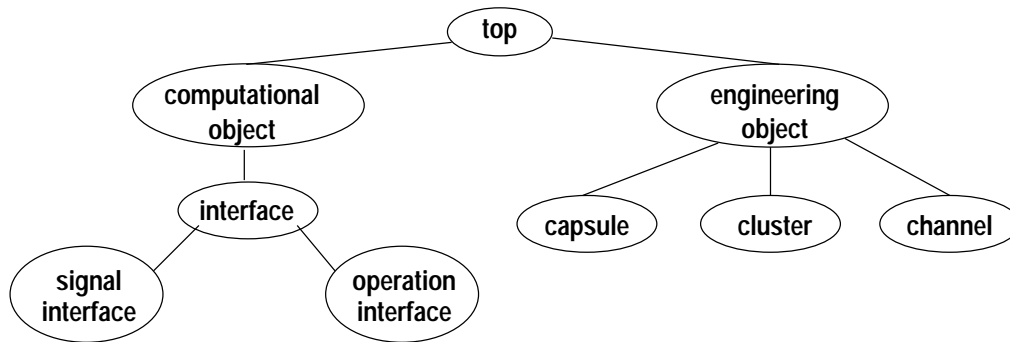 top
computational
object
engineering
object
interface
capsule
cluster
channel
signal
interface
operation
interface